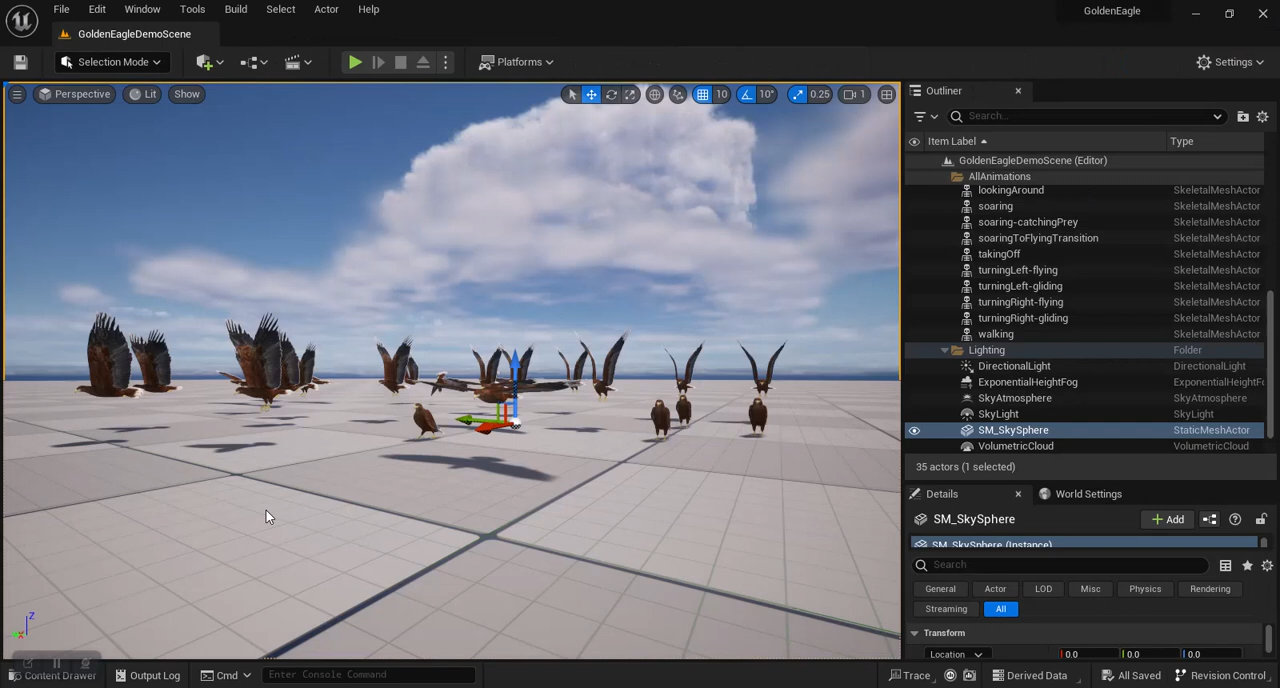 File Edit Window Tools Build Select Actor Help
GoldenEagle
GoldenEagleDemoScene
Selection Mode
Platforms
Settings
Perspective Lit Show
10 10° 0.25 1
Outliner
Search...
Item Label Type
GoldenEagleDemoScene (Editor)
AllAnimations
lookingAround SkeletalMeshActor
soaring SkeletalMeshActor
soaring-catchingPrey SkeletalMeshActor
soaringToFlyingTransition SkeletalMeshActor
takingOff SkeletalMeshActor
turningLeft-flying SkeletalMeshActor
turningLeft-gliding SkeletalMeshActor
turningRight-flying SkeletalMeshActor
turningRight-gliding SkeletalMeshActor
walking SkeletalMeshActor
Lighting Folder
DirectionalLight DirectionalLight
ExponentialHeightFog ExponentialHeightFo
SkyAtmosphere SkyAtmosphere
SkyLight SkyLight
SM_SkySphere StaticMeshActor
VolumetricCloud VolumetricCloud
35 actors (1 selected)
Details World Settings
SM_SkySphere Add
SM_SkySphere (Instance)
Search
General Actor LOD Misc Physics Rendering
Streaming All
Transform
Location 0.0 0.0 0.0
Z
X
Content Drawer Output Log Cmd Enter Console Command
Trace Derived Data All Saved Revision Control